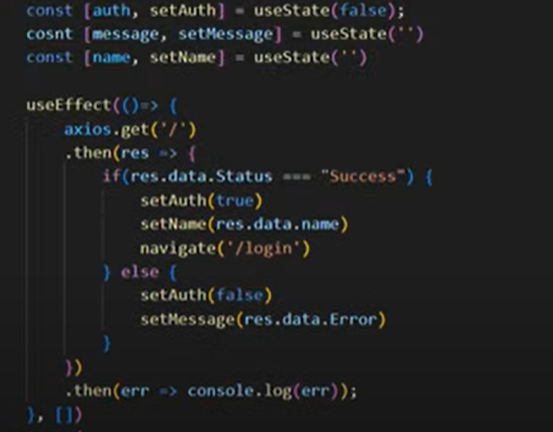 const [auth, setAuth] = useState(false);
cosnt [message, setMessage] = useState('')
const [name, setName] = useState('')
useEffect(()=> {
axios.get('/')
.then(res => {
if(res.data.Status === "Success") {
setAuth(true)
setName(res.data.name)
navigate('/login')
} else {
setAuth(false)
setMessage(res.data.Error)
}
})
.then(err => console.log(err));
}, [])